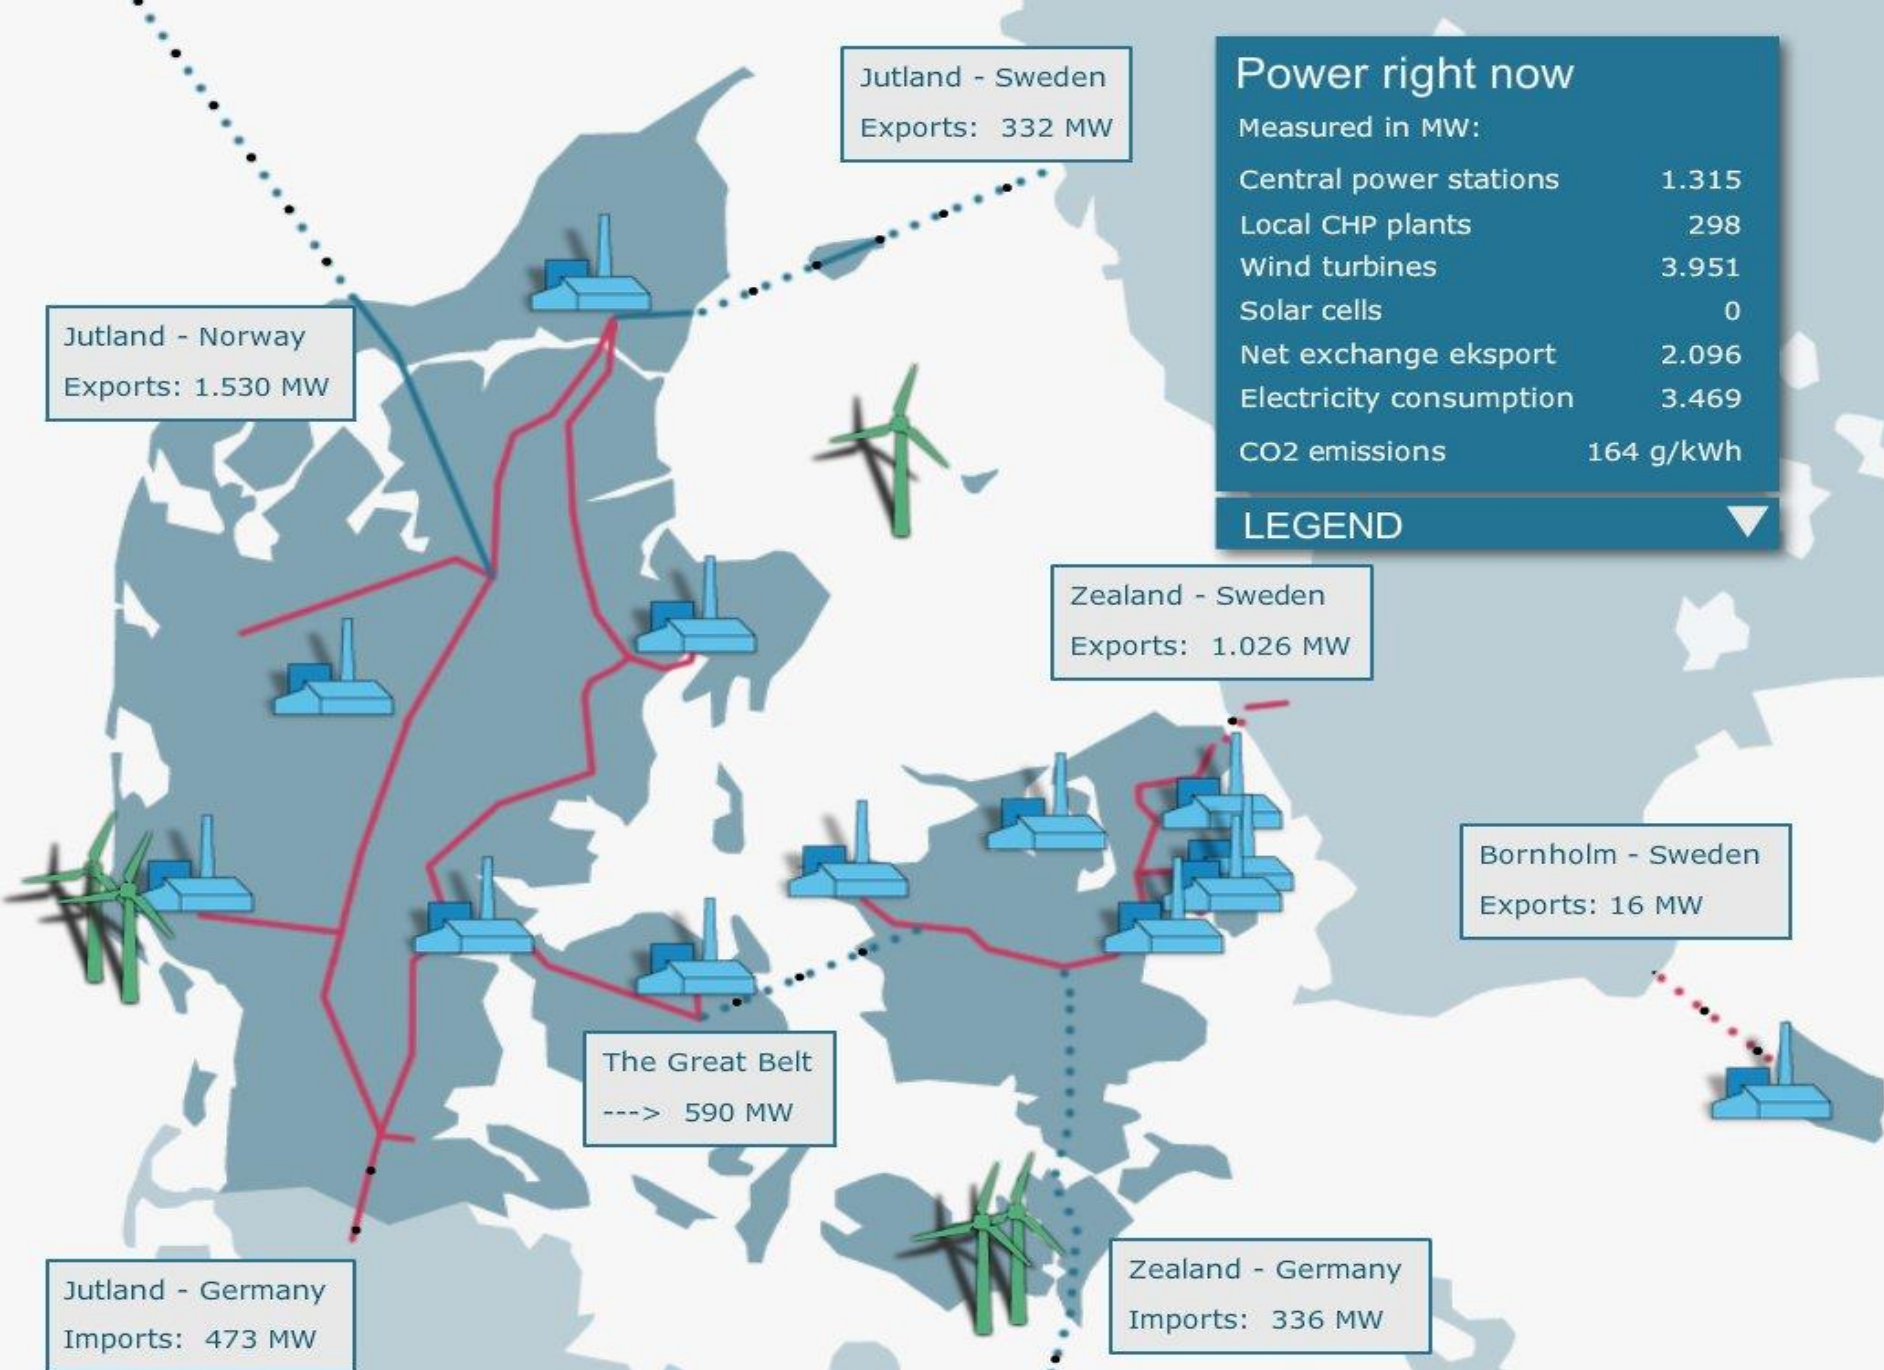 Jutland - Sweden
Exports: 332 MW
Power right now
Measured in MW:
Central power stations 1.315
Local CHP plants 298
Wind turbines 3.951
Solar cells 0
Net exchange eksport 2.096
Electricity consumption 3.469
CO2 emissions 164 g/kWh
LEGEND
Jutland - Norway
Exports: 1.530 MW
Zealand - Sweden
Exports: 1.026 MW
Bornholm - Sweden
Exports: 16 MW
The Great Belt
---> 590 MW
Jutland - Germany
Imports: 473 MW
Zealand - Germany
Imports: 336 MW